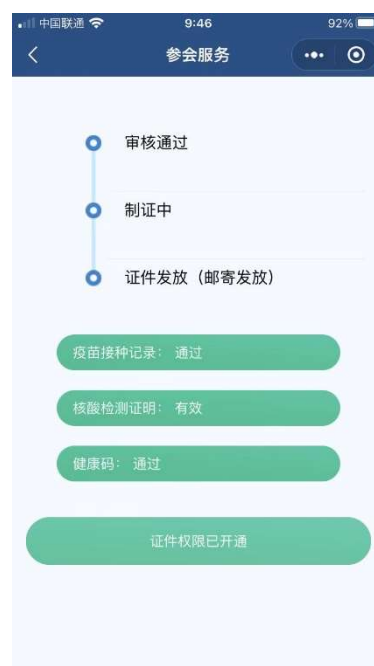 中国联通 9:46 92%
参会服务
审核通过
制证中
证件发放（邮寄发放）
疫苗接种记录： 通过
核酸检测证明： 有效
健康码： 通过
证件权限已开通